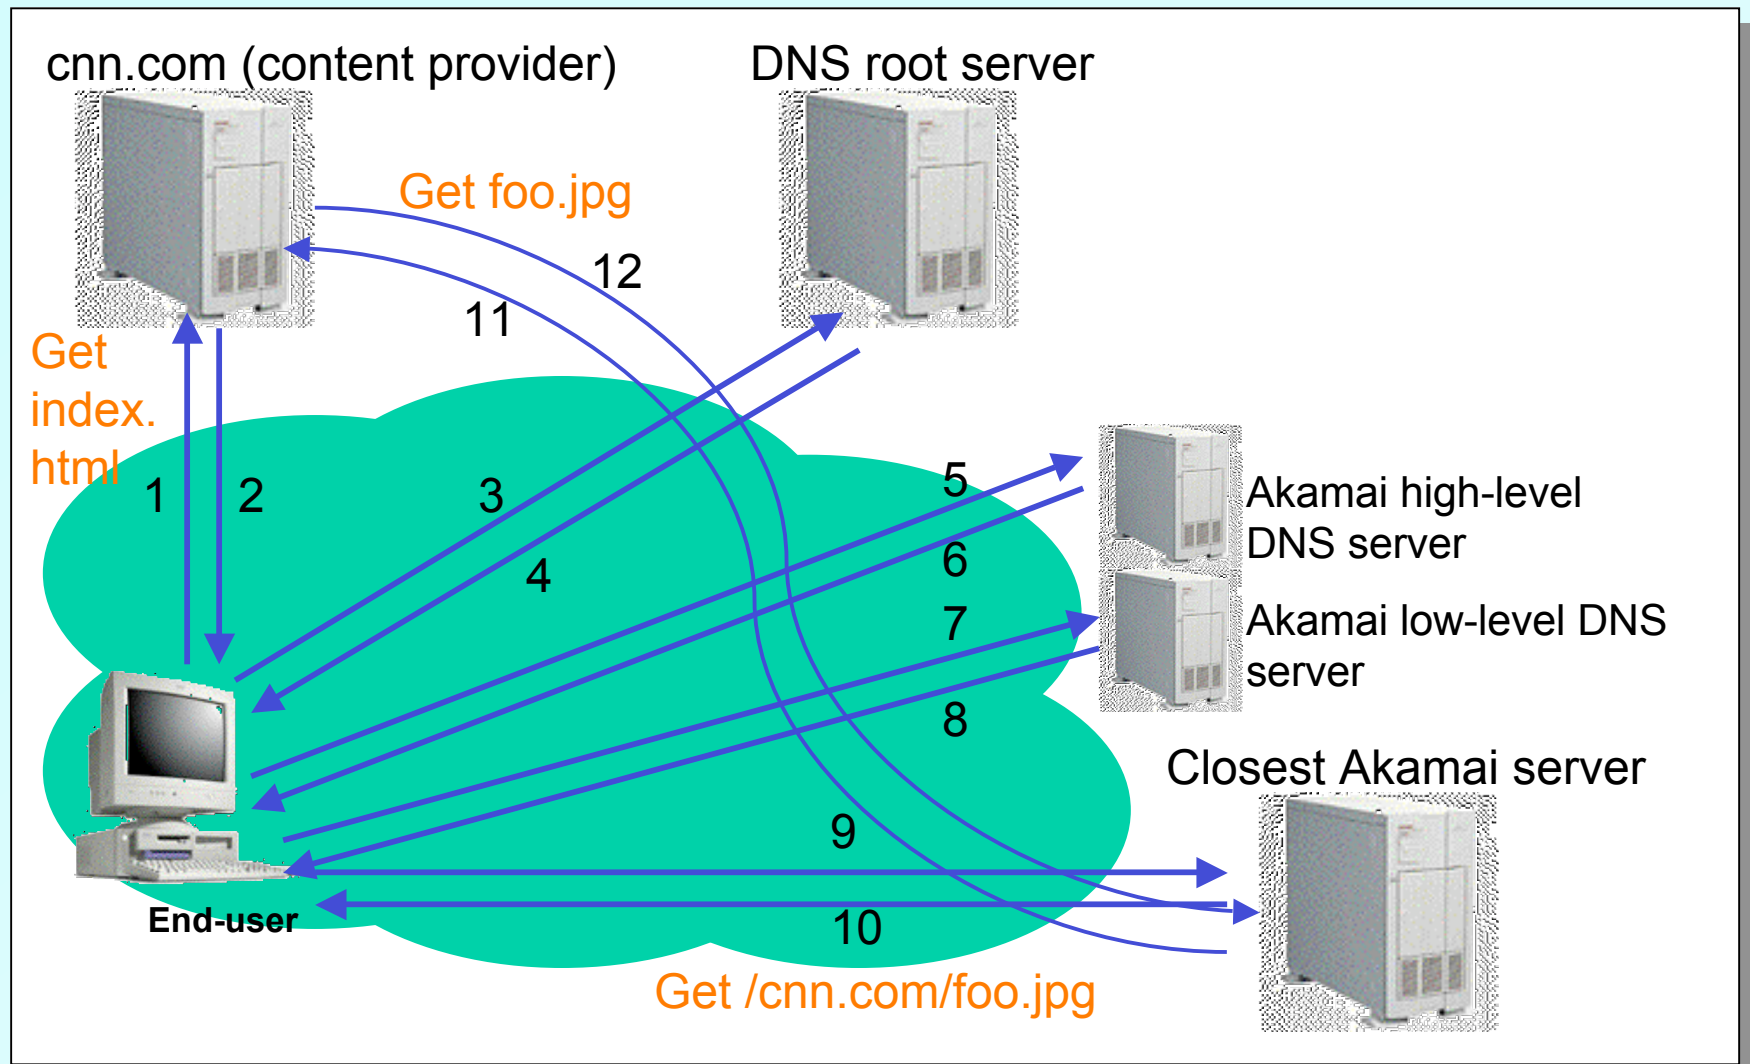 cnn.com (content provider)
DNS root server
Get foo.jpg
12
11
Get
index.
html
1
2
3
4
5
6
7
8
Akamai high-level
DNS server
Akamai low-level DNS
server
Closest Akamai server
9
10
End-user
Get /cnn.com/foo.jpg